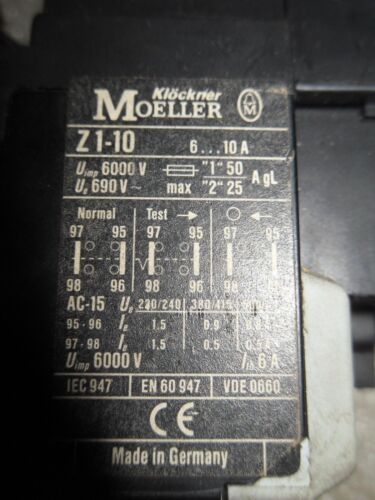 Klöckner
MOELLER
Z1-10 6...10 A
Uimp 6000 V "1" 50 A gL
Ue 690 V ~ max "2" 25
Normal Test → ○ ←
97 95 97 95 97 95
98 96 98 96 98 96
AC-15 Ue 230/240 380/415
95-96 Ie 1.5 0.9
97-98 Ie 1.5 0.5
Uimp 6000 V Ith 6 A
IEC 947 EN 60 947 VDE 0660
CE
Made in Germany